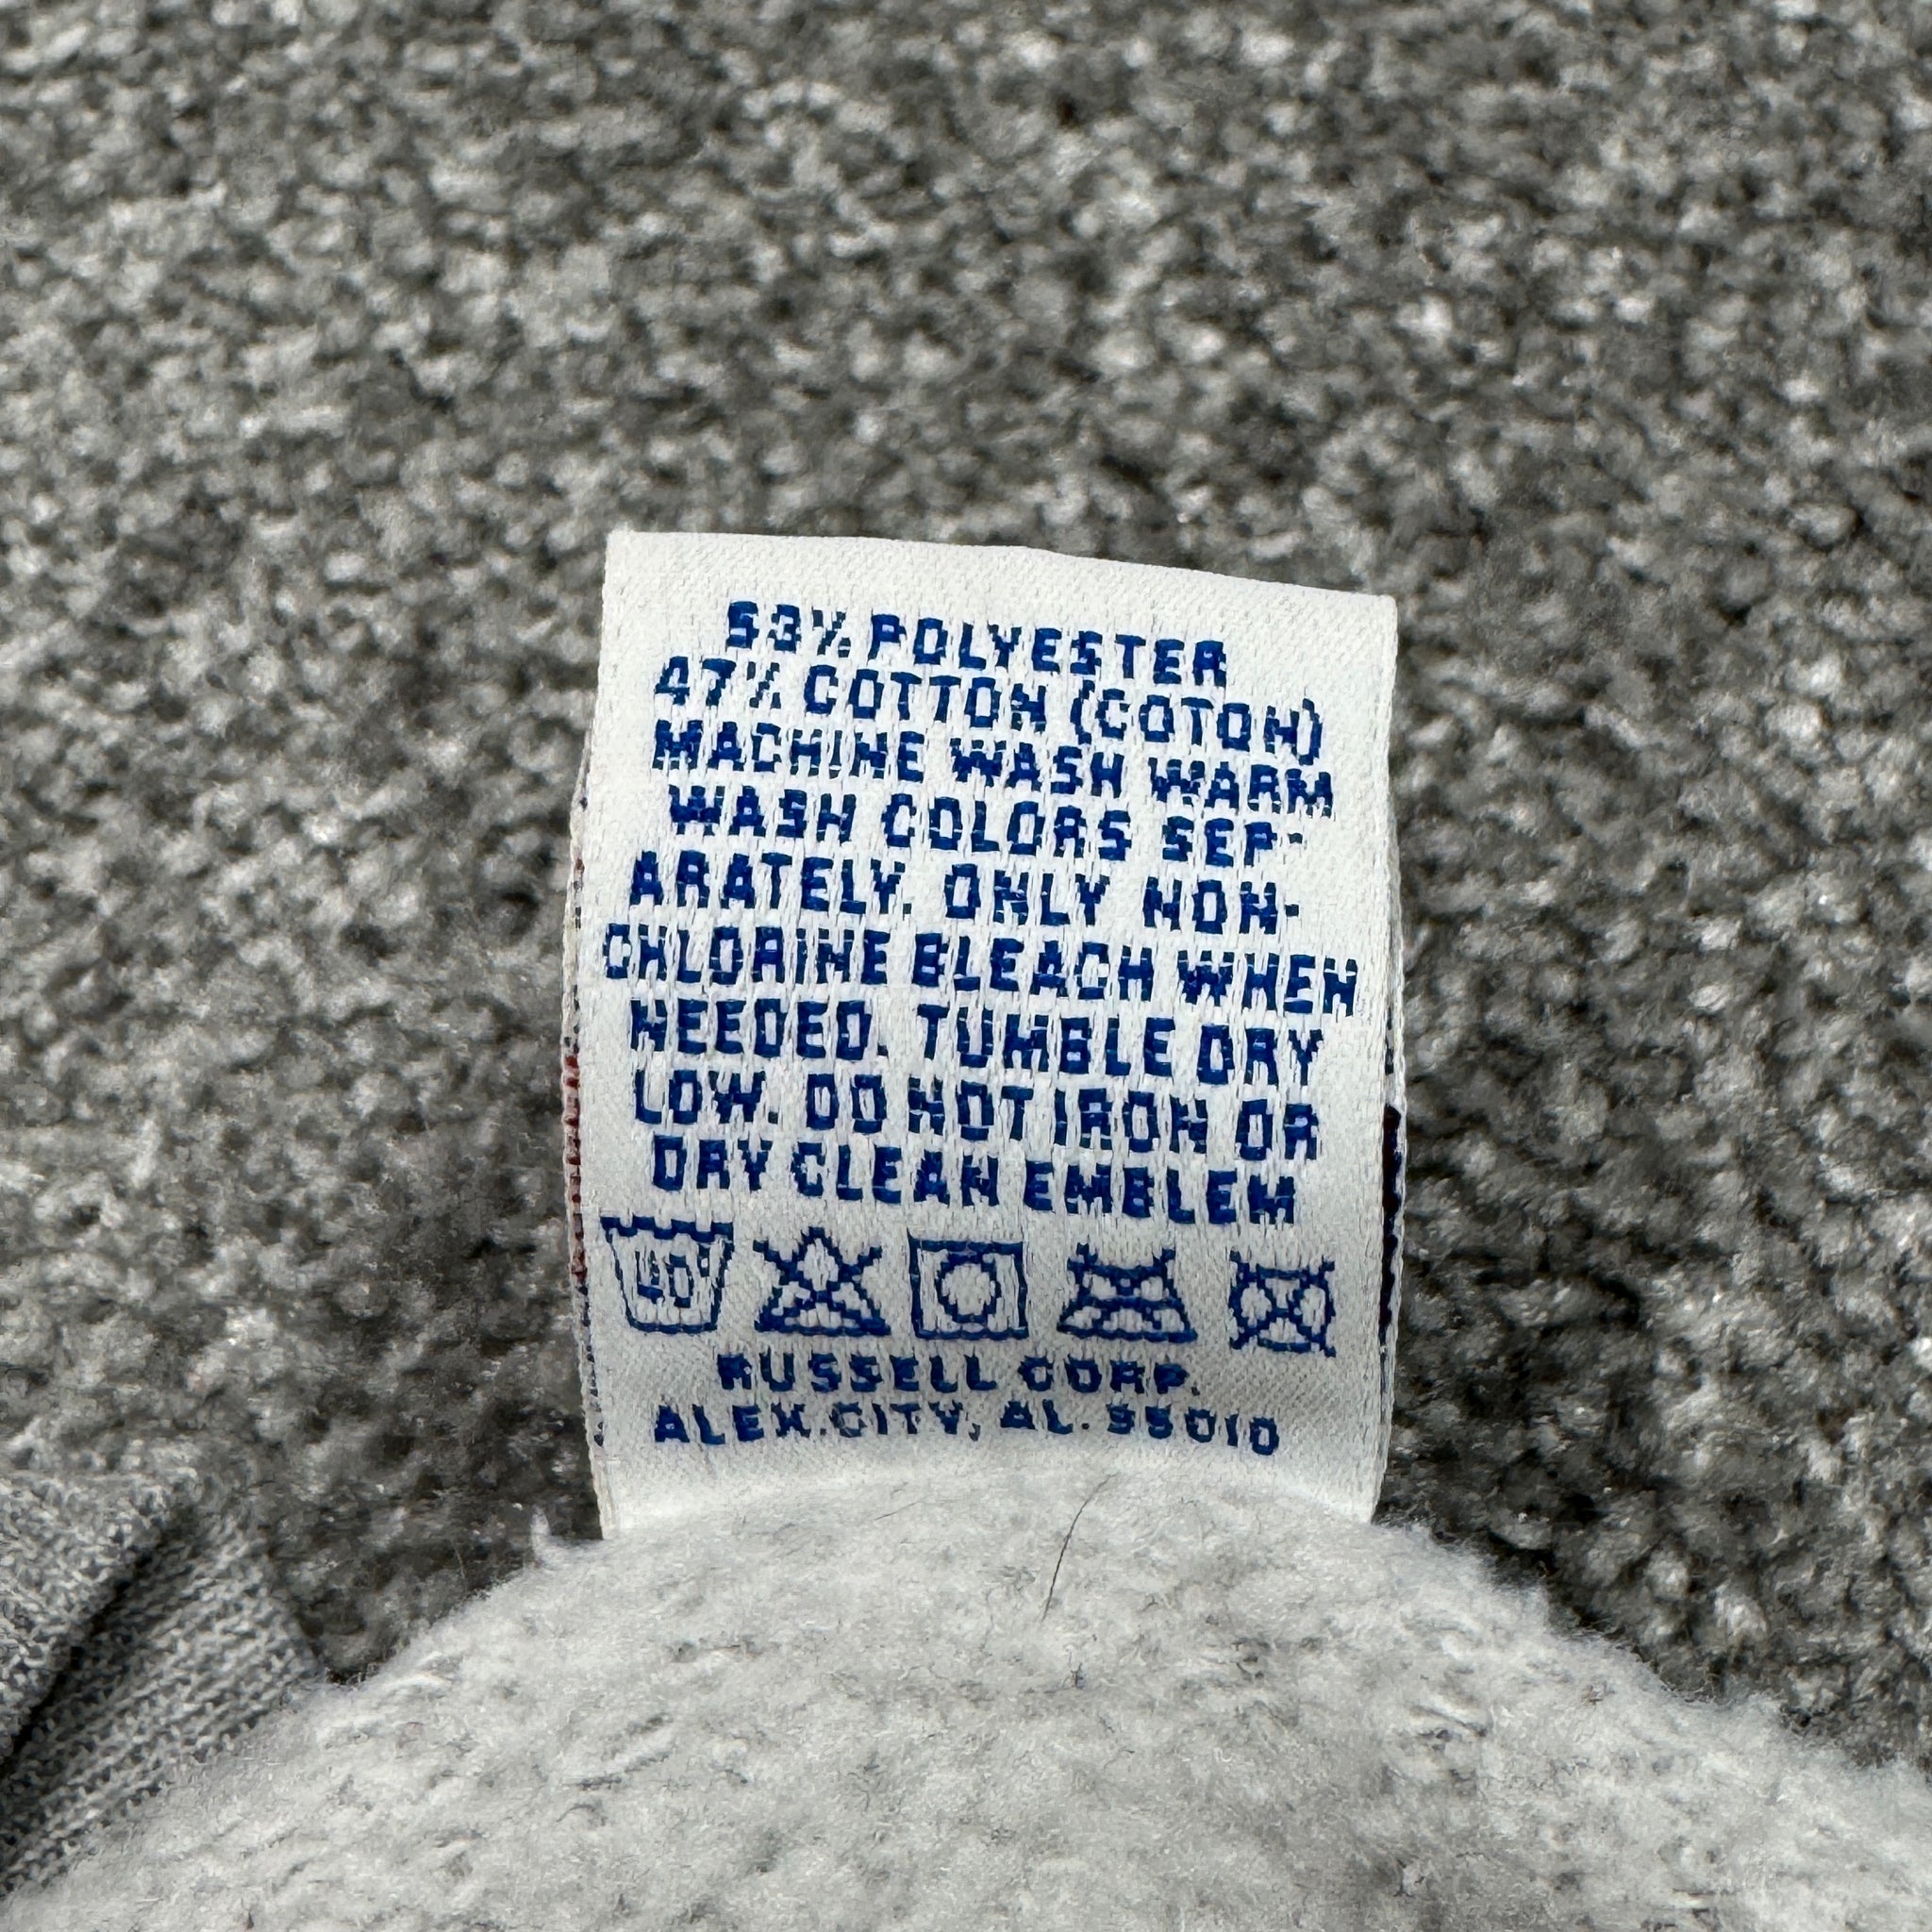 53% POLYESTER
47% COTTON (COTON)
MACHINE WASH WARM
WASH COLORS SEP-
ARATELY. ONLY NON-
CHLORINE BLEACH WHEN
NEEDED. TUMBLE DRY
LOW. DO NOT IRON OR
DRY CLEAN EMBLEM
40°
RUSSELL CORP.
ALEX.CITY, AL. 35010